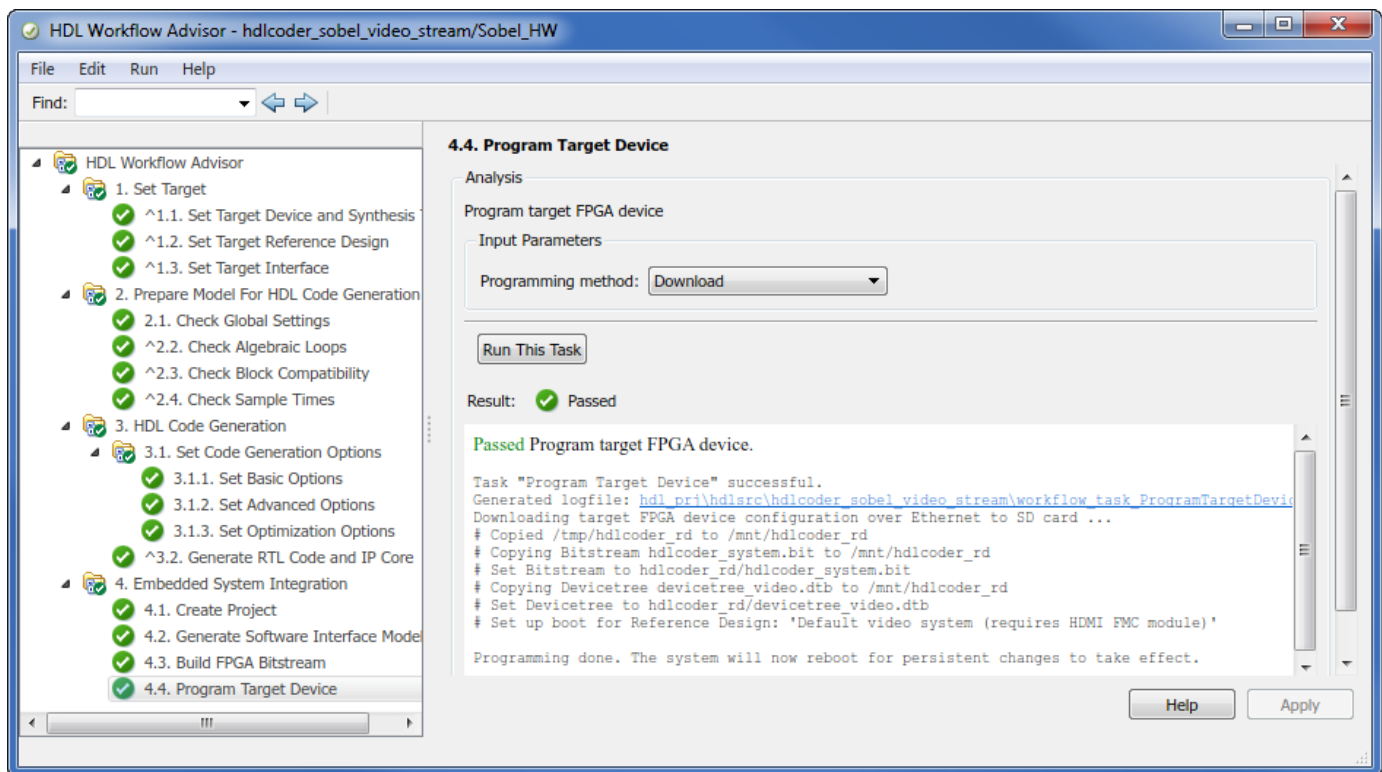 HDL Workflow Advisor - hdlcoder_sobel_video_stream/Sobel_HW
File Edit Run Help
Find:
HDL Workflow Advisor
1. Set Target
^1.1. Set Target Device and Synthesis
^1.2. Set Target Reference Design
^1.3. Set Target Interface
2. Prepare Model For HDL Code Generation
2.1. Check Global Settings
^2.2. Check Algebraic Loops
^2.3. Check Block Compatibility
^2.4. Check Sample Times
3. HDL Code Generation
3.1. Set Code Generation Options
3.1.1. Set Basic Options
3.1.2. Set Advanced Options
3.1.3. Set Optimization Options
^3.2. Generate RTL Code and IP Core
4. Embedded System Integration
4.1. Create Project
4.2. Generate Software Interface Model
4.3. Build FPGA Bitstream
4.4. Program Target Device
4.4. Program Target Device
Analysis
Program target FPGA device
Input Parameters
Programming method: Download
Run This Task
Result: Passed
Passed Program target FPGA device.
Task "Program Target Device" successful.
Generated logfile: hdl_prj\hdlsrc\hdlcoder_sobel_video_stream\workflow_task_ProgramTargetDevic
Downloading target FPGA device configuration over Ethernet to SD card ...
# Copied /tmp/hdlcoder_rd to /mnt/hdlcoder_rd
# Copying Bitstream hdlcoder_system.bit to /mnt/hdlcoder_rd
# Set Bitstream to hdlcoder_rd/hdlcoder_system.bit
# Copying Devicetree devicetree_video.dtb to /mnt/hdlcoder_rd
# Set Devicetree to hdlcoder_rd/devicetree_video.dtb
# Set up boot for Reference Design: 'Default video system (requires HDMI FMC module)'
Programming done. The system will now reboot for persistent changes to take effect.
Help Apply